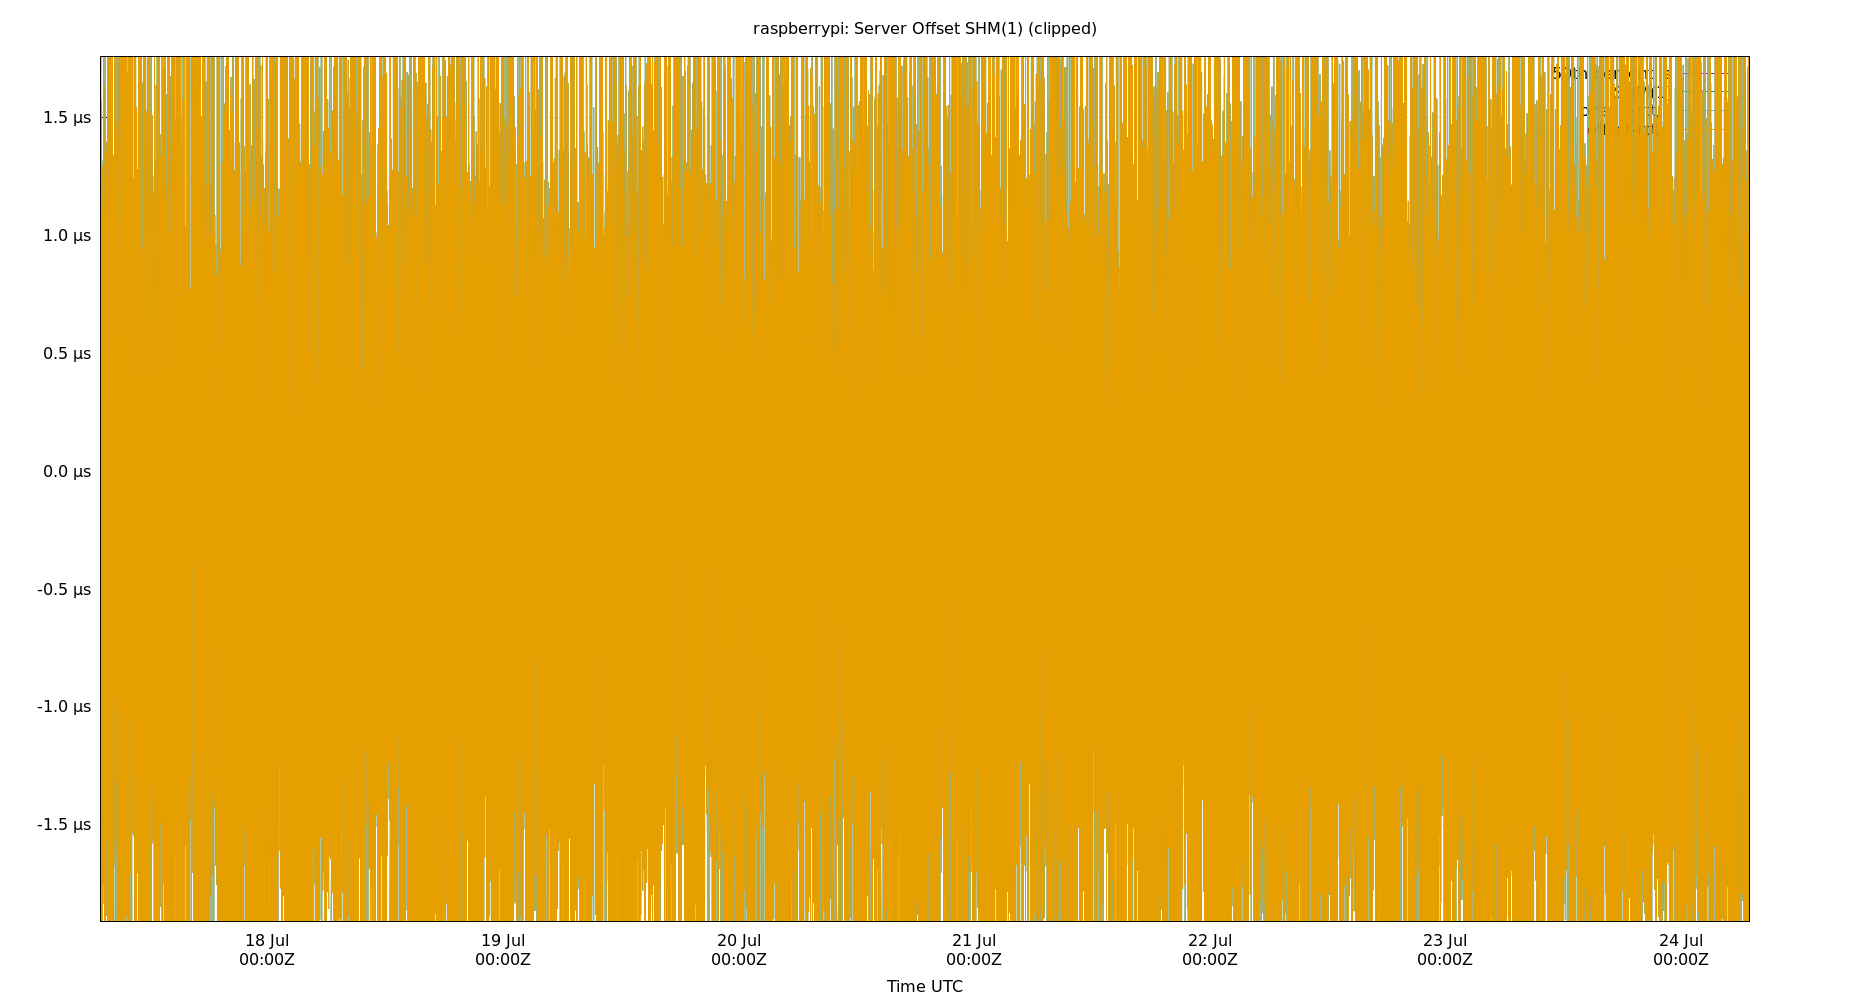 raspberrypi: Server Offset SHM(1) (clipped)
1.5 µs
1.0 µs
0.5 µs
0.0 µs
-0.5 µs
-1.0 µs
-1.5 µs
18 Jul
00:00Z
19 Jul
00:00Z
20 Jul
00:00Z
21 Jul
00:00Z
22 Jul
00:00Z
23 Jul
00:00Z
24 Jul
00:00Z
Time UTC